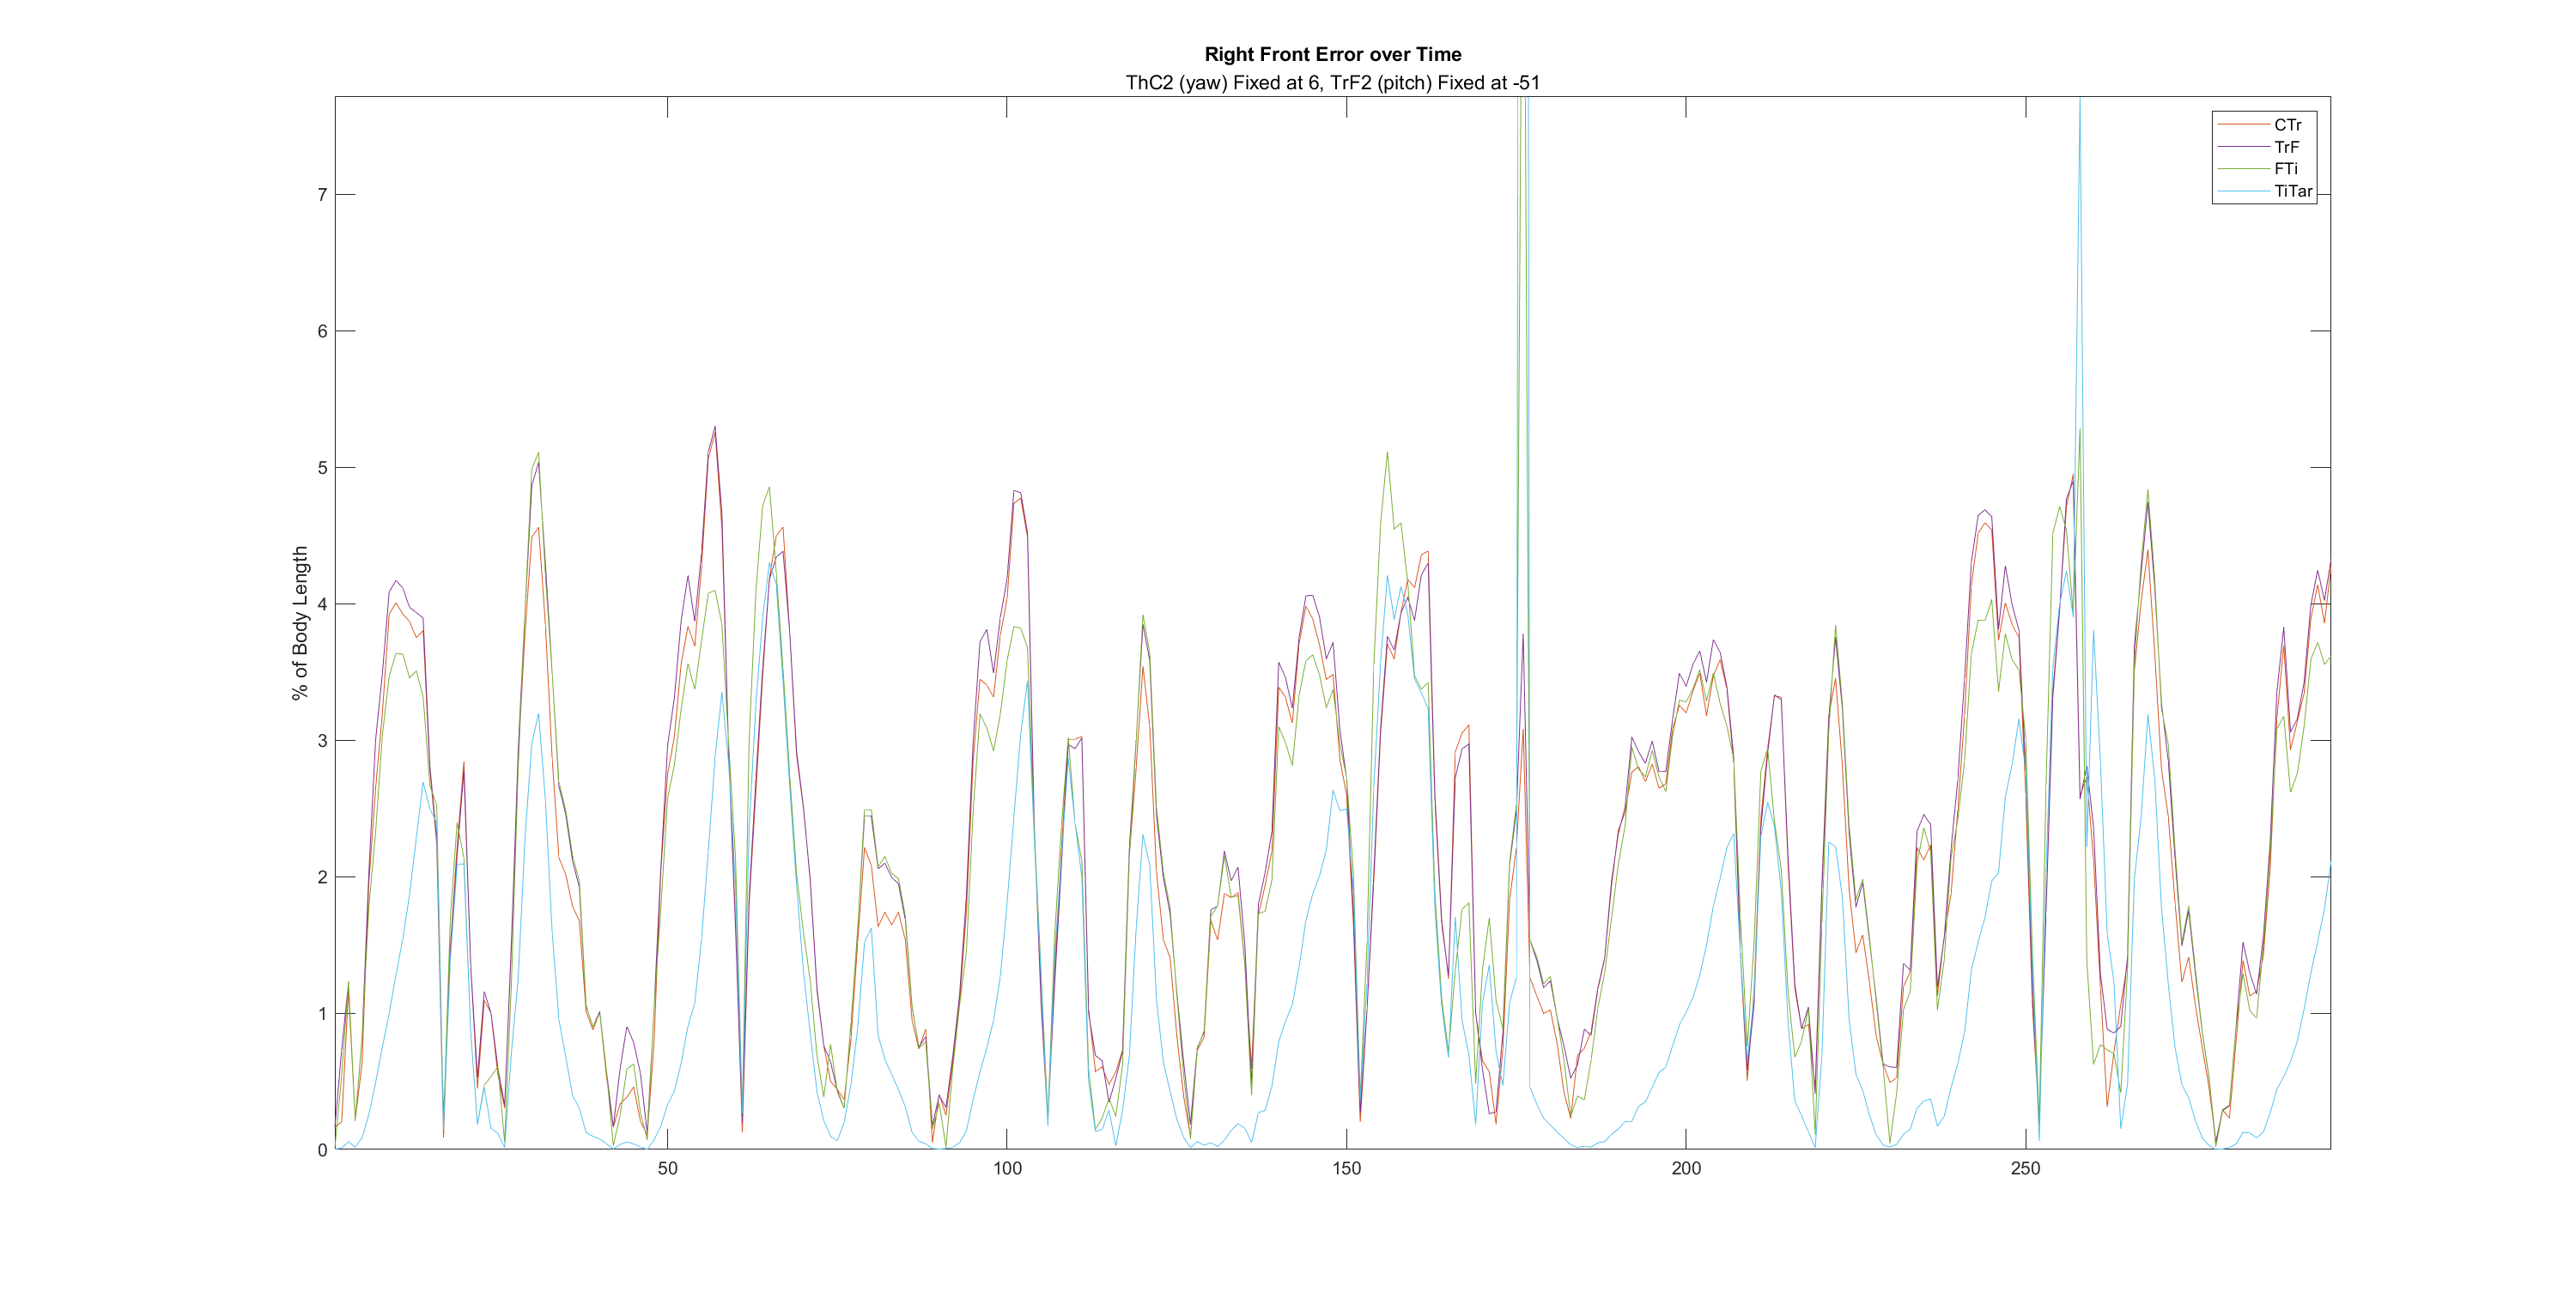 Right Front Error over Time
ThC2 (yaw) Fixed at 6, TrF2 (pitch) Fixed at -51
CTr
TrF
FTi
TiTar
% of Body Length
7
6
5
4
3
2
1
0
50
100
150
200
250